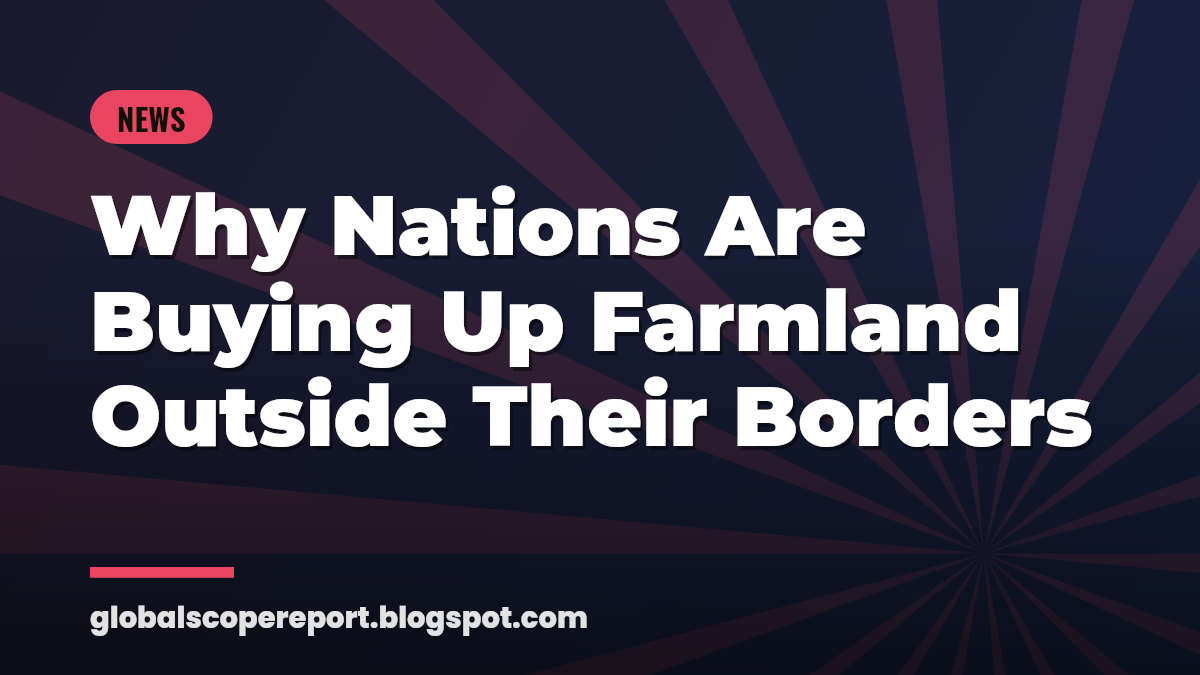 NEWS
Why Nations Are
Buying Up Farmland
Outside Their Borders
globalscopereport.blogspot.com